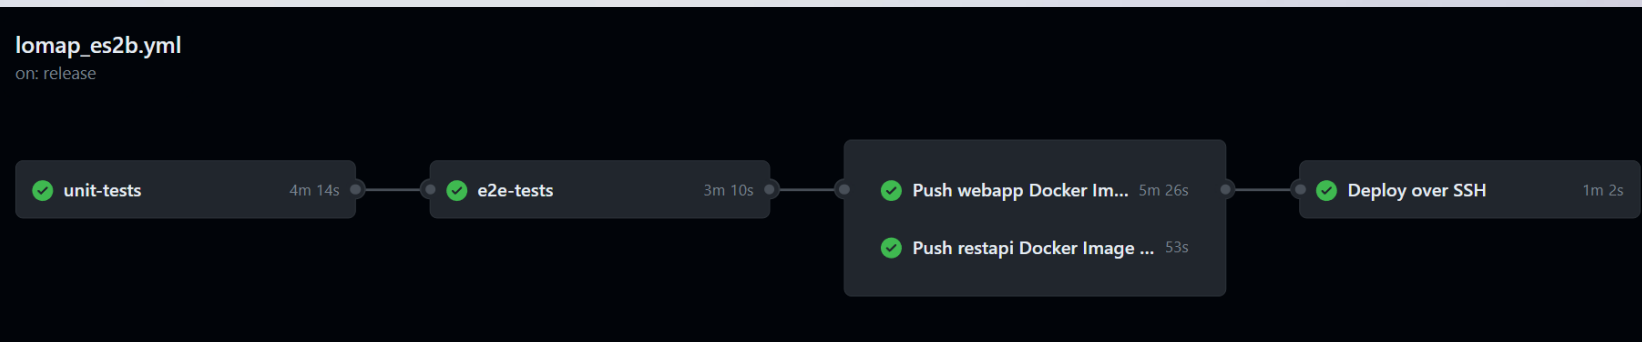 lomap_es2b.yml
on: release
unit-tests 4m 14s
e2e-tests 3m 10s
Push webapp Docker Im... 5m 26s
Push restapi Docker Image ... 53s
Deploy over SSH 1m 2s